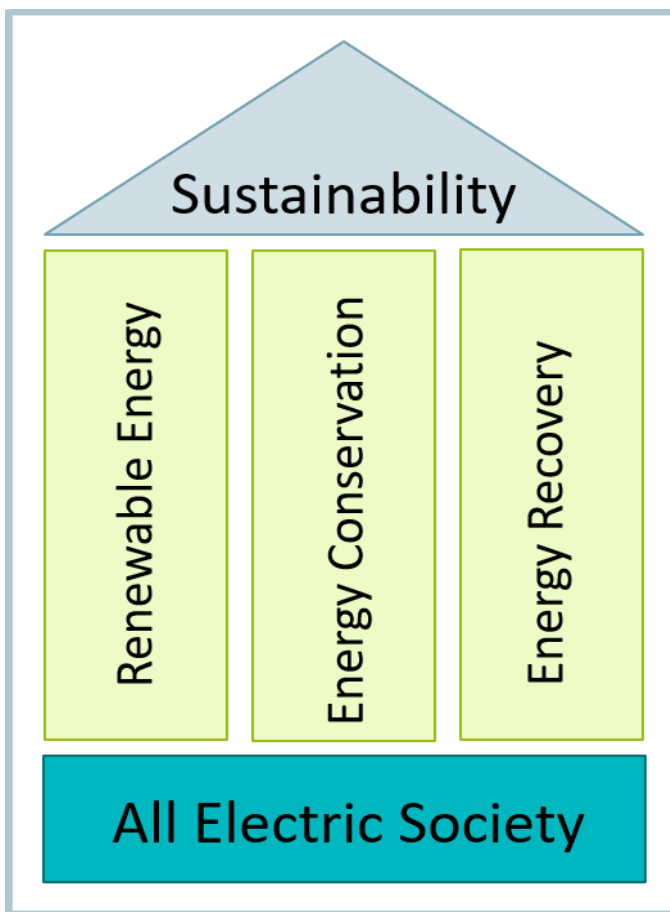 Sustainability
Renewable Energy
Energy Conservation
Energy Recovery
All Electric Society